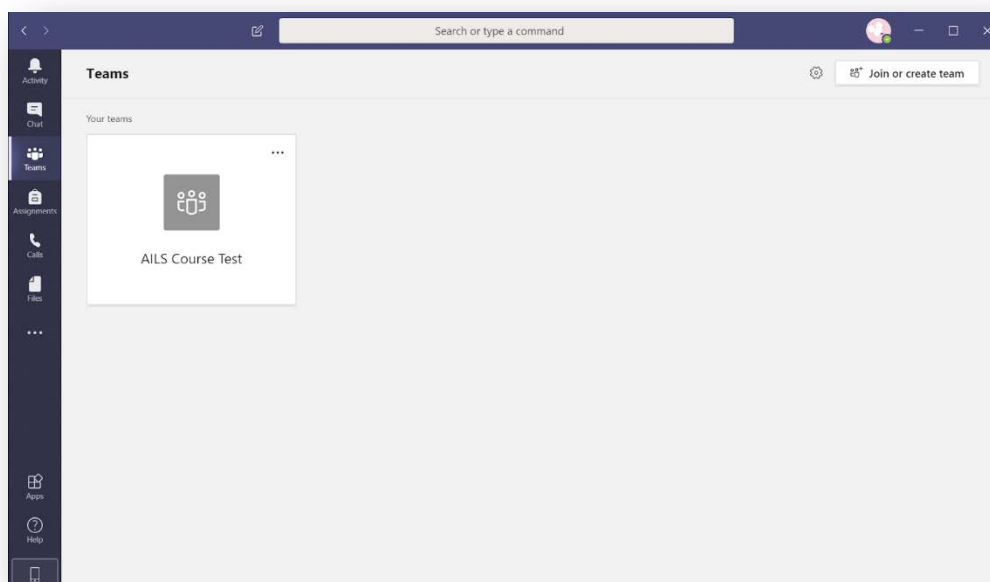 Search or type a command
Activity
Chat
Teams
Assignments
Calls
Files
Apps
Help
Teams
Join or create team
Your teams
AILS Course Test